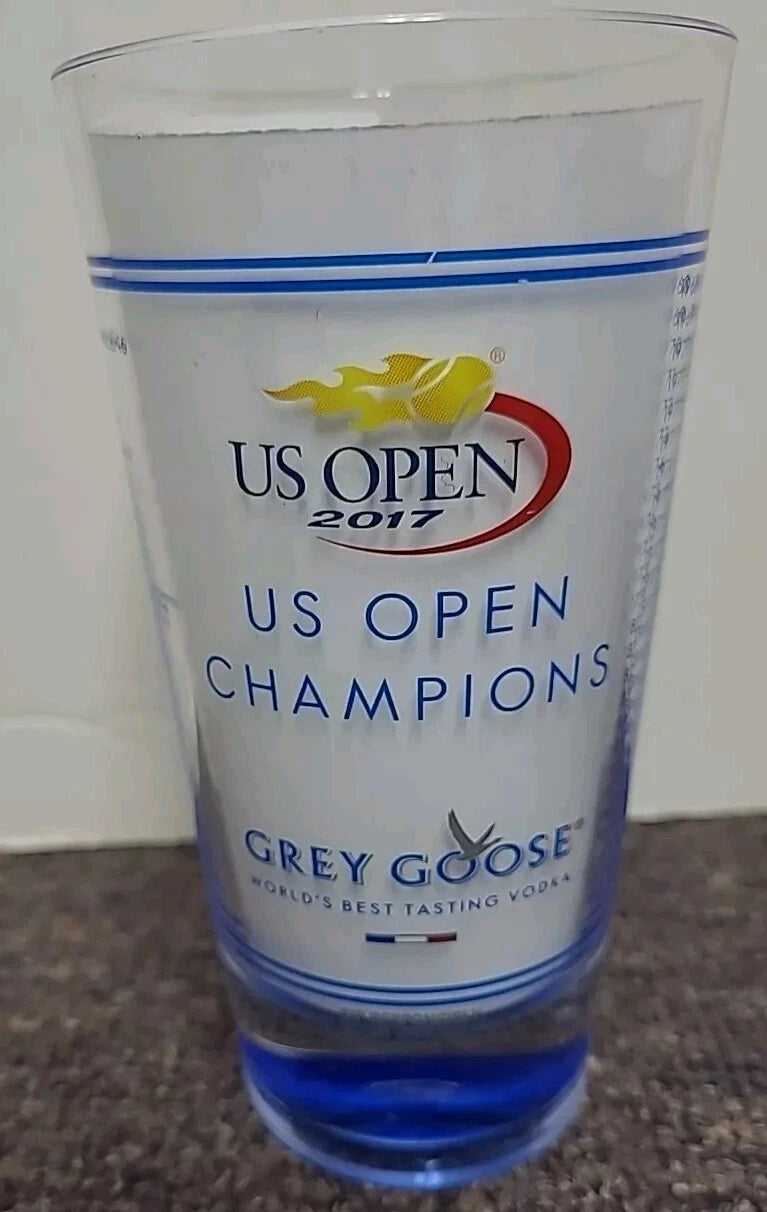 ®
US OPEN
2017
US OPEN
CHAMPIONS
GREY GOOSE®
WORLD'S BEST TASTING VODKA